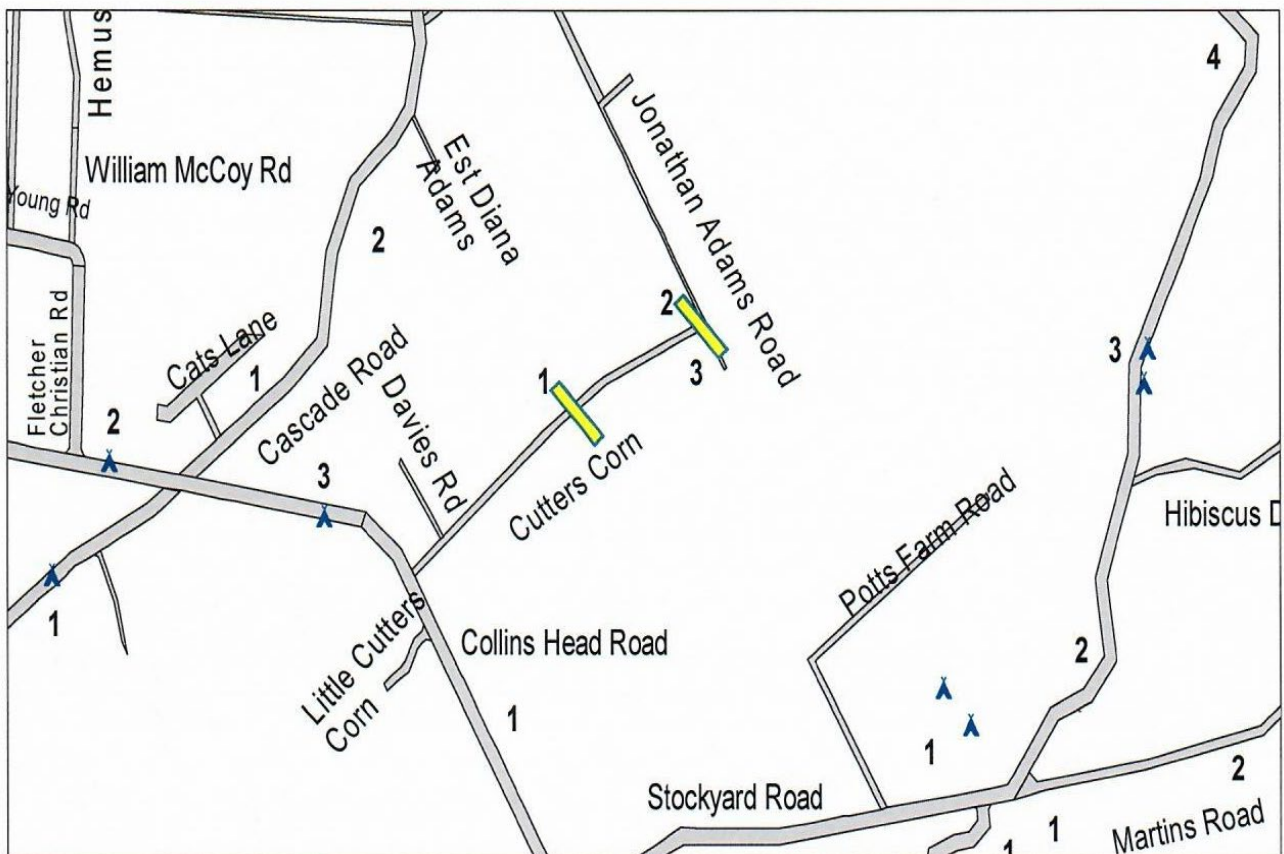 Hemus
4
Jonathan Adams Road
Est Diana
Adams
William McCoy Rd
Young Rd
2
2
Fletcher
Christian Rd
Cats Lane
1
Cascade Road
3
3
1
Davies Rd
2
3
Cutters Corn
Hibiscus
Potts Farm Road
1
Little Cutters
Corn
Collins Head Road
2
1
1
Stockyard Road
2
1
Martins Road
1